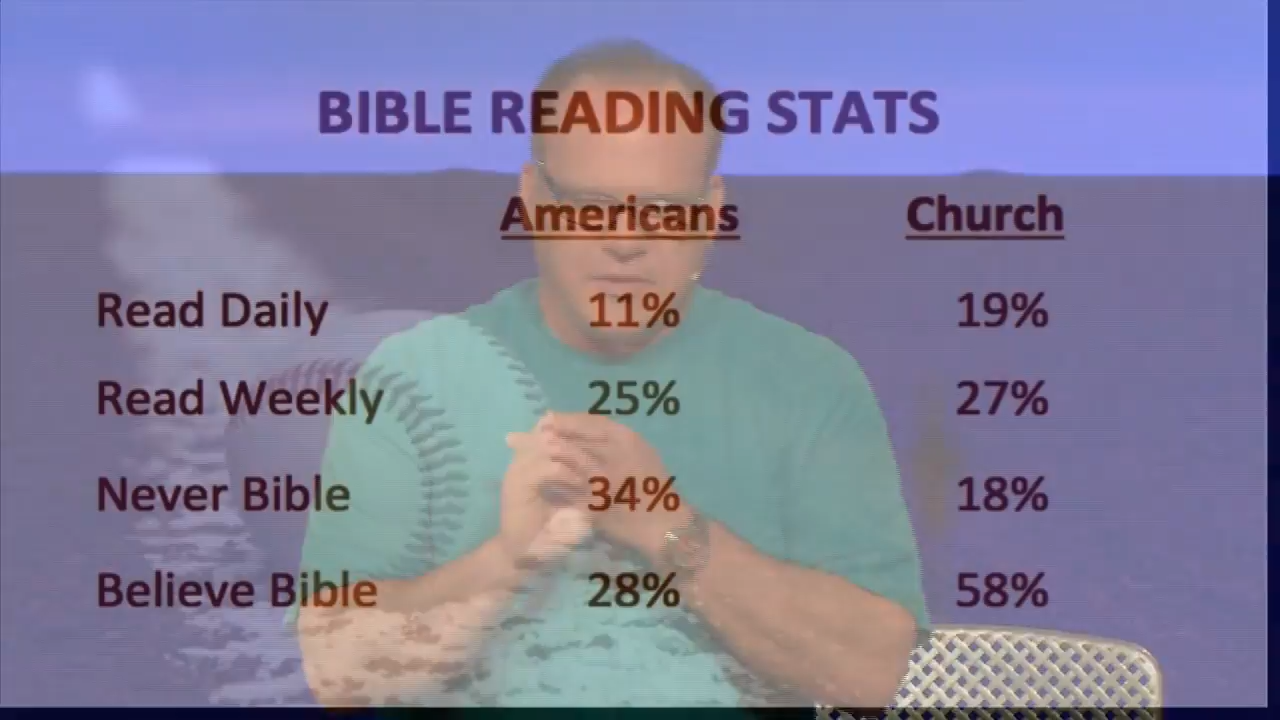 BIBLE READING STATS
Americans Church
Read Daily 11% 19%
Read Weekly 25% 27%
Never Bible 34% 18%
Believe Bible 28% 58%